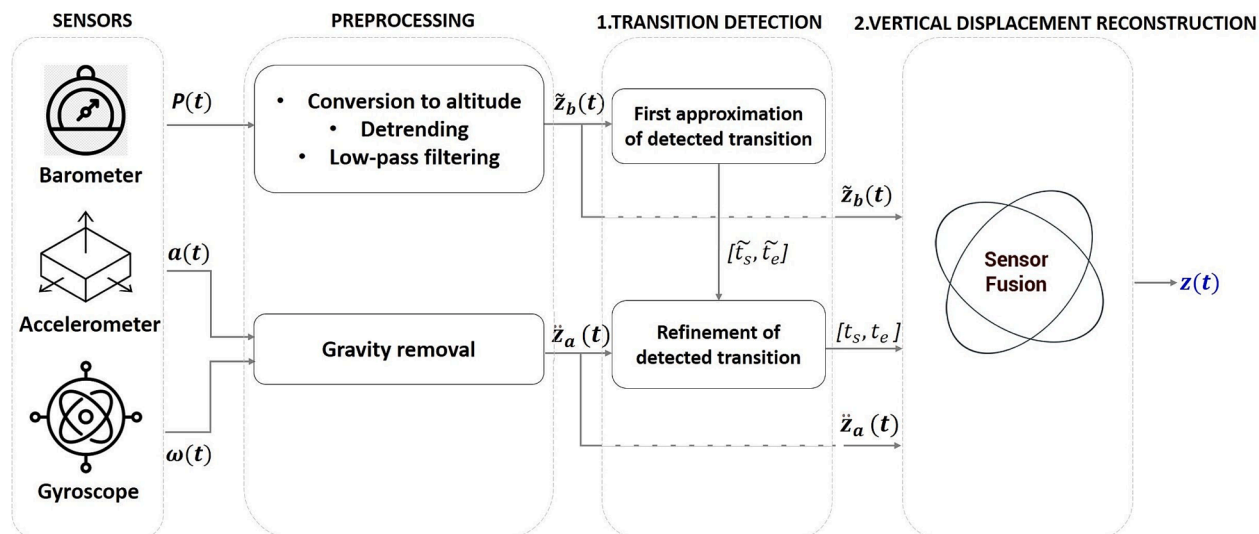 SENSORS
PREPROCESSING
1.TRANSITION DETECTION
2.VERTICAL DISPLACEMENT RECONSTRUCTION
P(t)
• Conversion to altitude
• Detrending
• Low-pass filtering
z̃_b(t)
First approximation
of detected transition
Barometer
z̃_b(t)
a(t)
[t̃_s, t̃_e]
Sensor
Fusion
z(t)
Accelerometer
Gravity removal
z̈_a (t)
Refinement of
detected transition
[t_s, t_e]
z̈_a (t)
ω(t)
Gyroscope